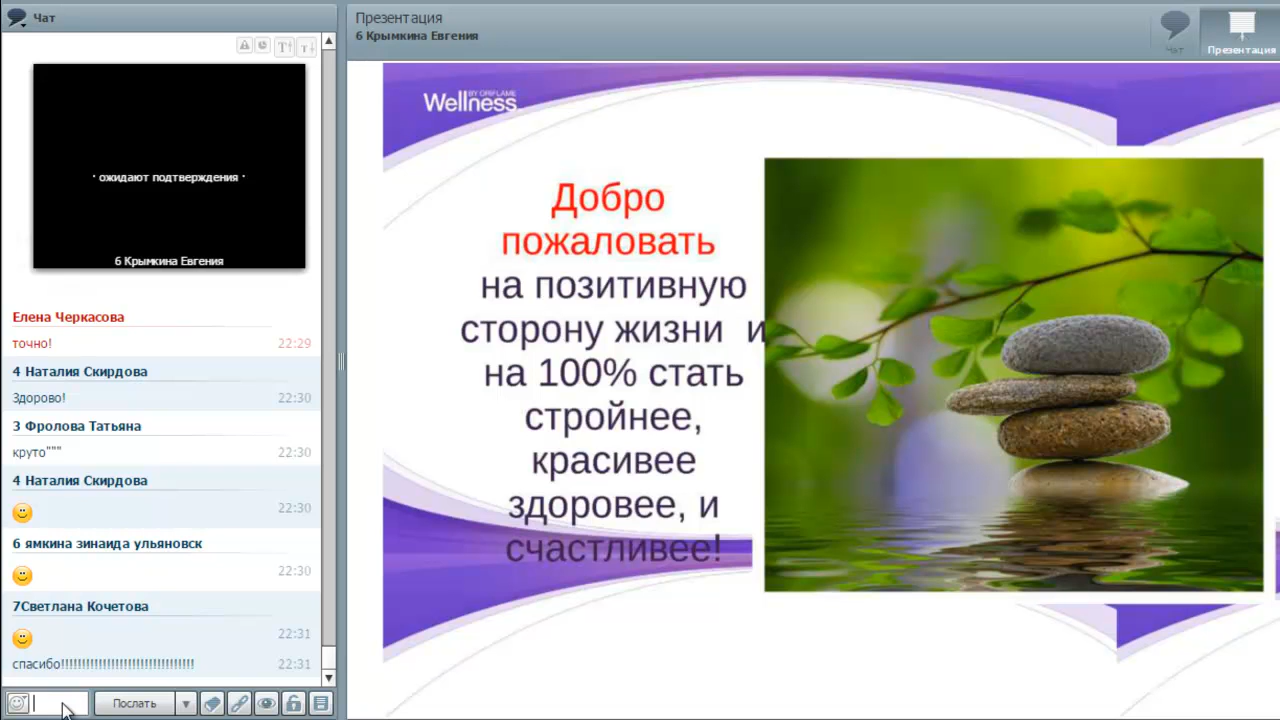 Чат
· ожидают подтверждения ·
6 Крымкина Евгения
Елена Черкасова
точно!
22:29
4 Наталия Скирдова
Здорово!
22:30
3 Фролова Татьяна
круто"""
22:30
4 Наталия Скирдова
22:30
6 ямкина зинаида ульяновск
22:30
7Светлана Кочетова
22:31
спасибо!!!!!!!!!!!!!!!!!!!!!!!!!!!!!!!
22:31
Послать
Презентация
6 Крымкина Евгения
Чат
Презентация
BY ORIFLAME
Wellness
Добро
пожаловать
на позитивную
сторону жизни и
на 100% стать
стройнее,
красивее
здоровее, и
счастливее!